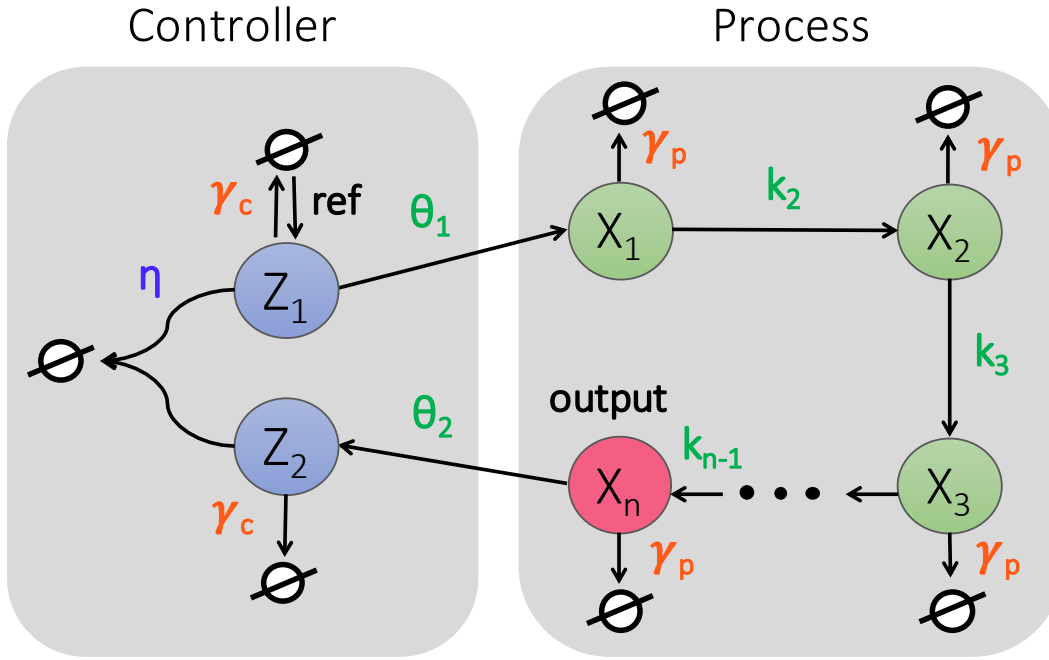 Controller
Process
∅
∅
∅
γp
γp
γc
ref
θ1
k2
X1
X2
η
Z1
∅
k3
output
θ2
kn-1
Z2
Xn
X3
γc
γp
γp
∅
∅
∅